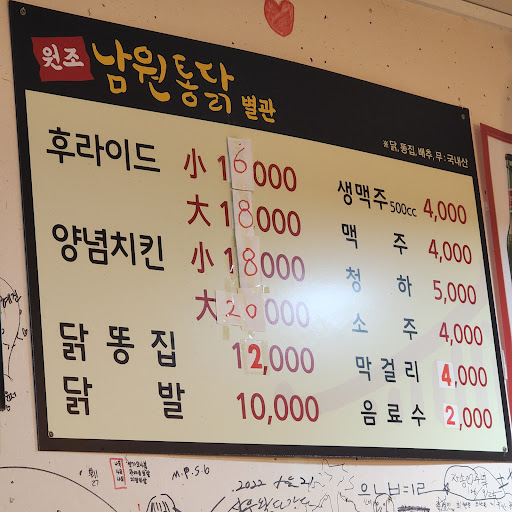 원조 남원통닭 별관
※닭, 똥집, 배추, 무 : 국내산
후라이드 小 16,000
大 18,000
양념치킨 小 18,000
大 20,000
닭똥집 12,000
닭발 10,000
생맥주 500cc 4,000
맥주 4,000
청하 5,000
소주 4,000
막걸리 4,000
음료수 2,000
M.P.S.6
2022